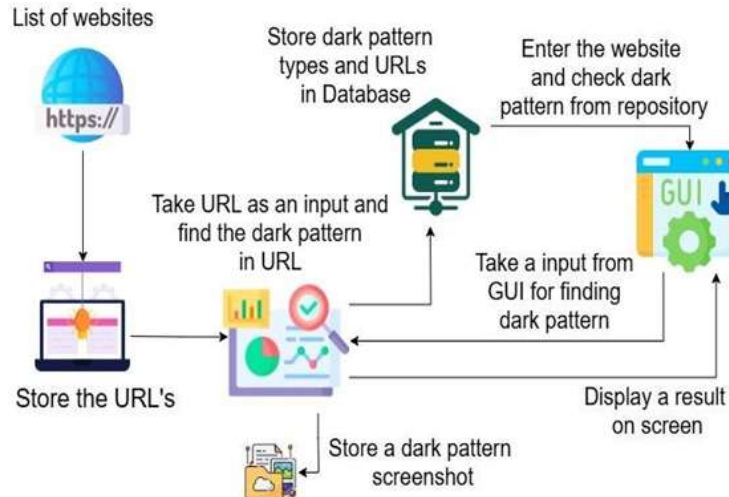 List of websites
https://
Store dark pattern
types and URLs
in Database
Enter the website
and check dark
pattern from repository
GUI
Take URL as an input and
find the dark pattern
in URL
Take a input from
GUI for finding
dark pattern
Store the URL's
Display a result
on screen
Store a dark pattern
screenshot